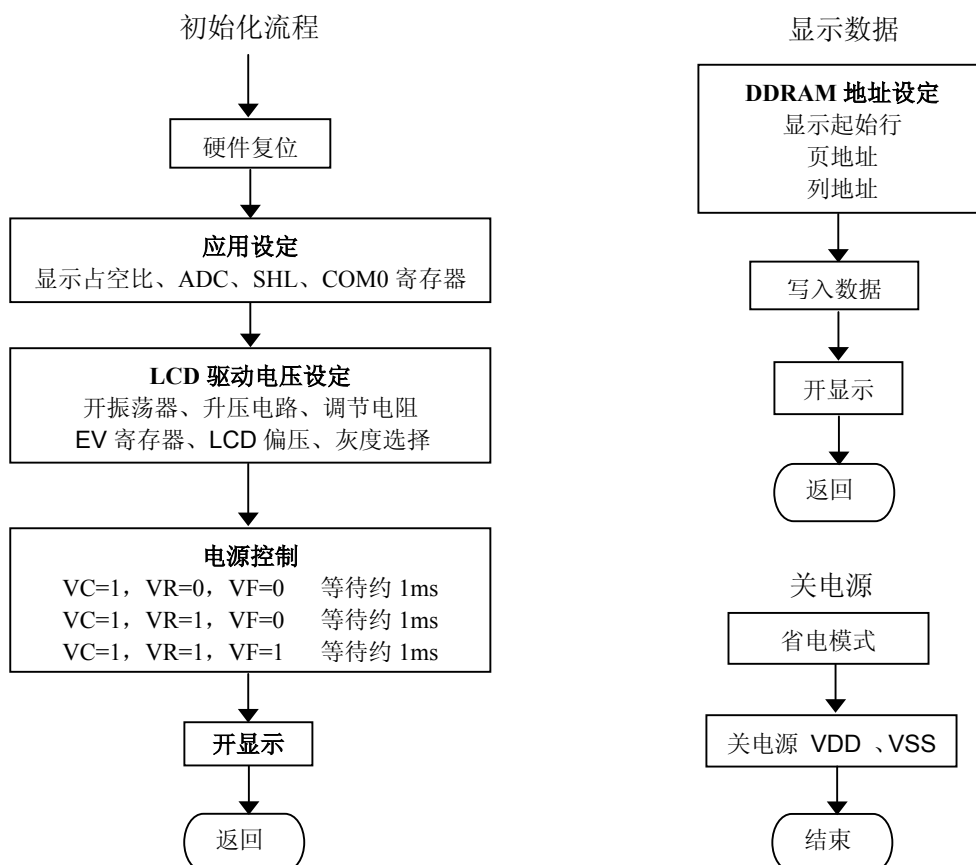 初始化流程
硬件复位
应用设定
显示占空比、ADC、SHL、COM0 寄存器
LCD 驱动电压设定
开振荡器、升压电路、调节电阻
EV 寄存器、LCD 偏压、灰度选择
电源控制
VC=1，VR=0，VF=0 等待约 1ms
VC=1，VR=1，VF=0 等待约 1ms
VC=1，VR=1，VF=1 等待约 1ms
开显示
返回
显示数据
DDRAM 地址设定
显示起始行
页地址
列地址
写入数据
开显示
返回
关电源
省电模式
关电源 VDD 、VSS
结束